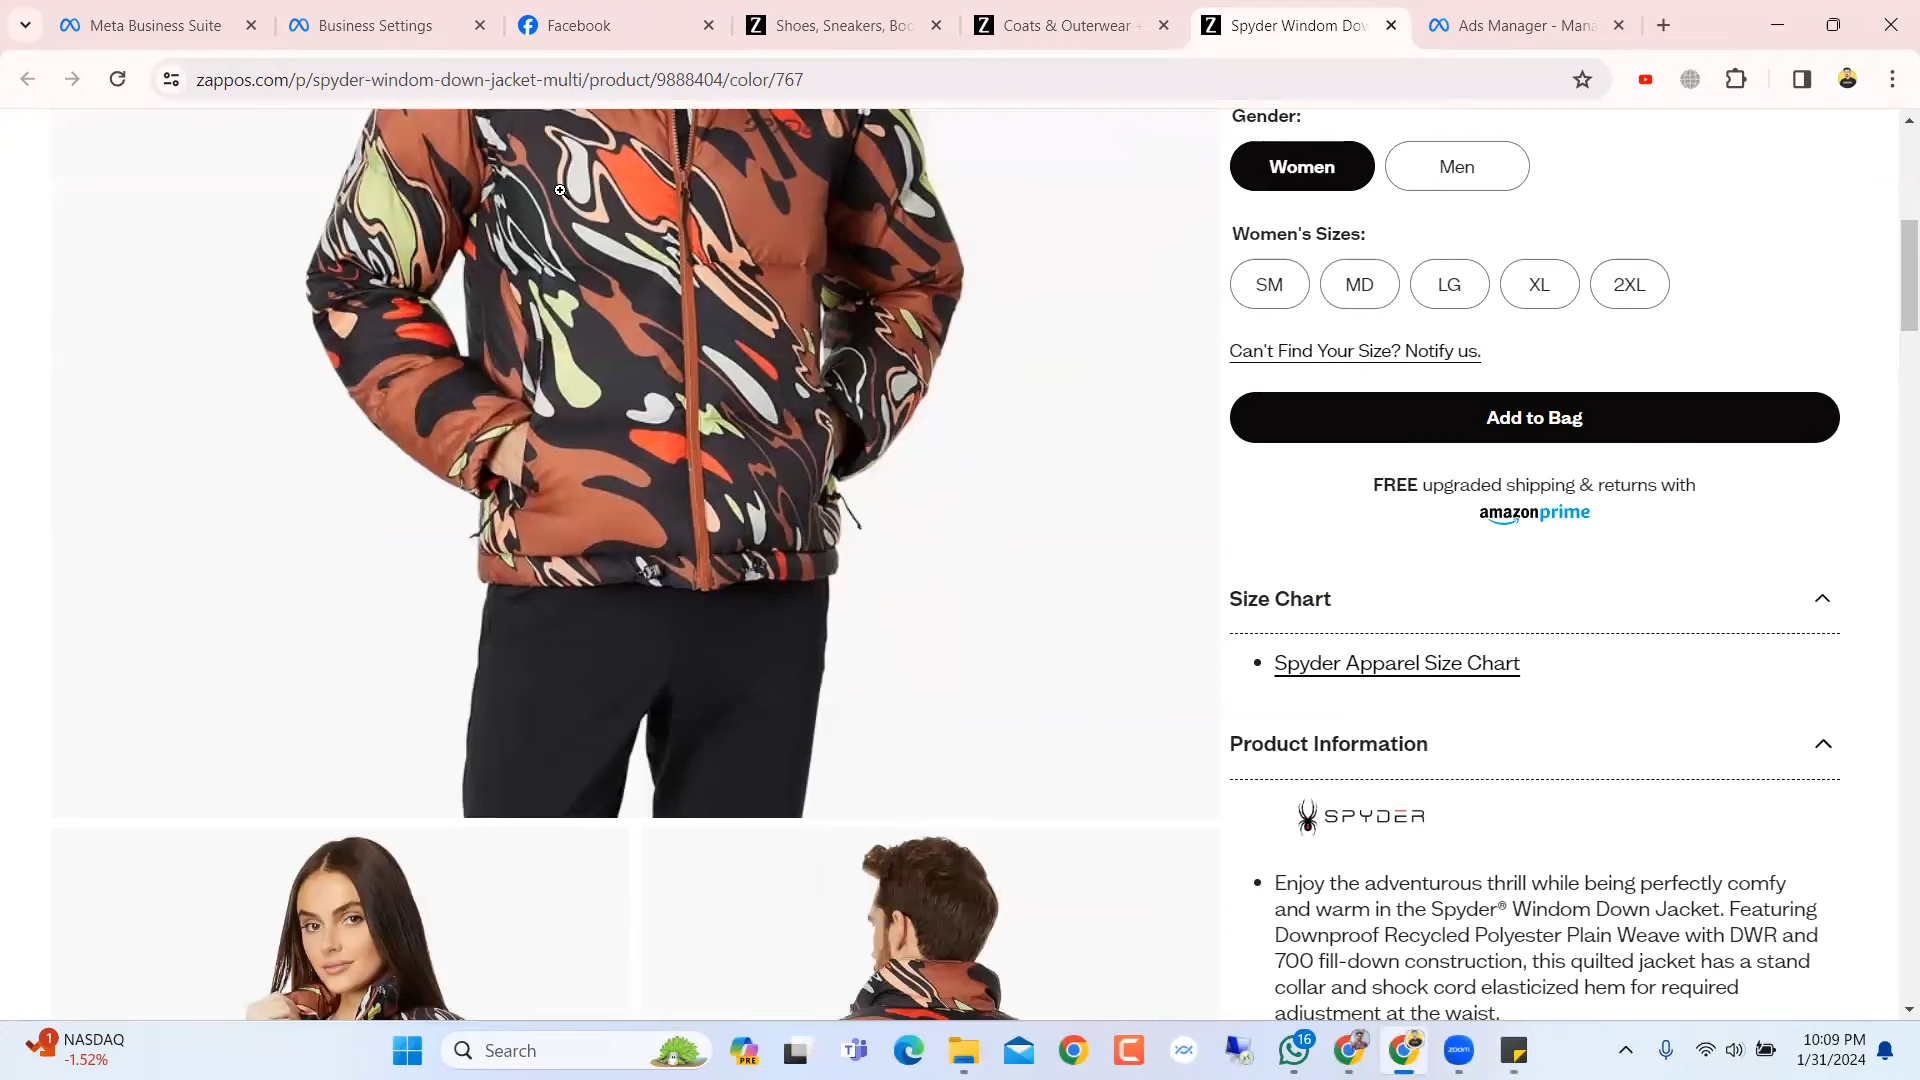 Meta Business Suite
Business Settings
Facebook
Shoes, Sneakers, Boo
Coats & Outerwear +
Spyder Windom Dow
Ads Manager - Mana
zappos.com/p/spyder-windom-down-jacket-multi/product/9888404/color/767
Gender:
Women
Men
Women's Sizes:
SM
MD
LG
XL
2XL
Can't Find Your Size? Notify us.
Add to Bag
FREE upgraded shipping & returns with
amazonprime
Size Chart
• Spyder Apparel Size Chart
Product Information
SPYDER
• Enjoy the adventurous thrill while being perfectly comfy
and warm in the Spyder® Windom Down Jacket. Featuring
Downproof Recycled Polyester Plain Weave with DWR and
700 fill-down construction, this quilted jacket has a stand
collar and shock cord elasticized hem for required
adjustment at the waist.
1
NASDAQ
-1.52%
Search
PRE
16
zoom
10:09 PM
1/31/2024